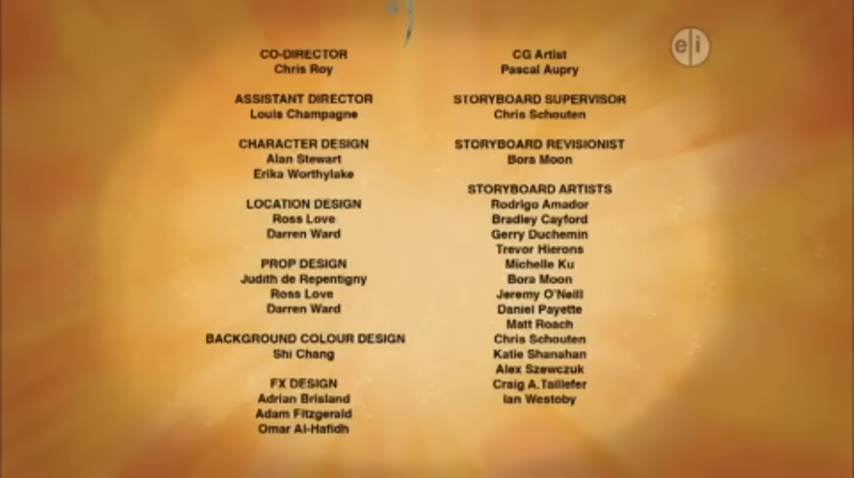 CO-DIRECTOR
Chris Roy
ASSISTANT DIRECTOR
Louis Champagne
CHARACTER DESIGN
Alan Stewart
Erika Worthylake
LOCATION DESIGN
Ross Love
Darren Ward
PROP DESIGN
Judith de Repentigny
Ross Love
Darren Ward
BACKGROUND COLOUR DESIGN
Shi Chang
FX DESIGN
Adrian Brisland
Adam Fitzgerald
Omar Al-Hafidh
CG Artist
Pascal Aupry
STORYBOARD SUPERVISOR
Chris Schouten
STORYBOARD REVISIONIST
Bora Moon
STORYBOARD ARTISTS
Rodrigo Amador
Bradley Cayford
Gerry Duchemin
Trevor Hierons
Michelle Ku
Bora Moon
Jeremy O'Neill
Daniel Payette
Matt Roach
Chris Schouten
Katie Shanahan
Alex Szewczuk
Craig A.Taillefer
Ian Westoby
e/i